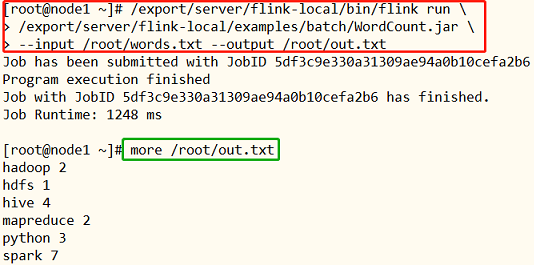 [root@node1 ~]# /export/server/flink-local/bin/flink run \
> /export/server/flink-local/examples/batch/WordCount.jar \
> --input /root/words.txt --output /root/out.txt
Job has been submitted with JobID 5df3c9e330a31309ae94a0b10cefa2b6
Program execution finished
Job with JobID 5df3c9e330a31309ae94a0b10cefa2b6 has finished.
Job Runtime: 1248 ms
[root@node1 ~]# more /root/out.txt
hadoop 2
hdfs 1
hive 4
mapreduce 2
python 3
spark 7